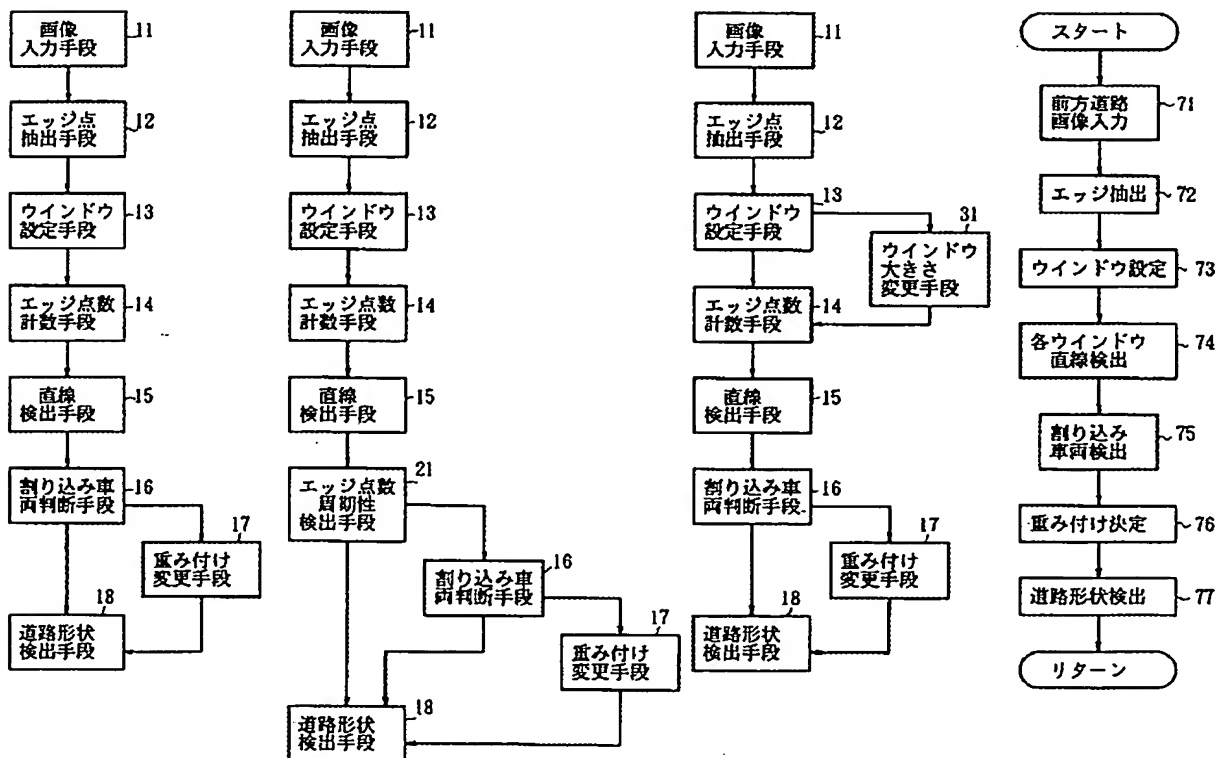 画像
入力手段
11
エッジ点
抽出手段
12
ウインドウ
設定手段
13
エッジ点数
計数手段
14
直線
検出手段
15
割り込み車
両判断手段
16
重み付け
変更手段
17
道路形状
検出手段
18
画像
入力手段
11
エッジ点
抽出手段
12
ウインドウ
設定手段
13
エッジ点数
計数手段
14
直線
検出手段
15
エッジ点数
周期性
検出手段
21
割り込み車
両判断手段
16
重み付け
変更手段
17
道路形状
検出手段
18
画像
入力手段
11
エッジ点
抽出手段
12
ウインドウ
設定手段
13
ウインドウ
大きさ
変更手段
31
エッジ点数
計数手段
14
直線
検出手段
15
割り込み車
両判断手段
16
重み付け
変更手段
17
道路形状
検出手段
18
スタート
前方道路
画像入力
71
エッジ抽出
72
ウインドウ設定
73
各ウインドウ
直線検出
74
割り込み
車両検出
75
重み付け決定
76
道路形状検出
77
リターン